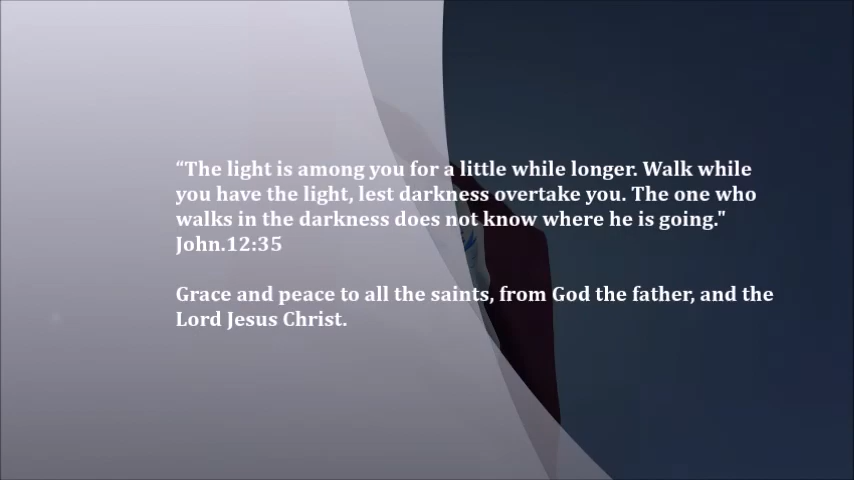 “The light is among you for a little while longer. Walk while
you have the light, lest darkness overtake you. The one who
walks in the darkness does not know where he is going."
John.12:35
Grace and peace to all the saints, from God the father, and the
Lord Jesus Christ.